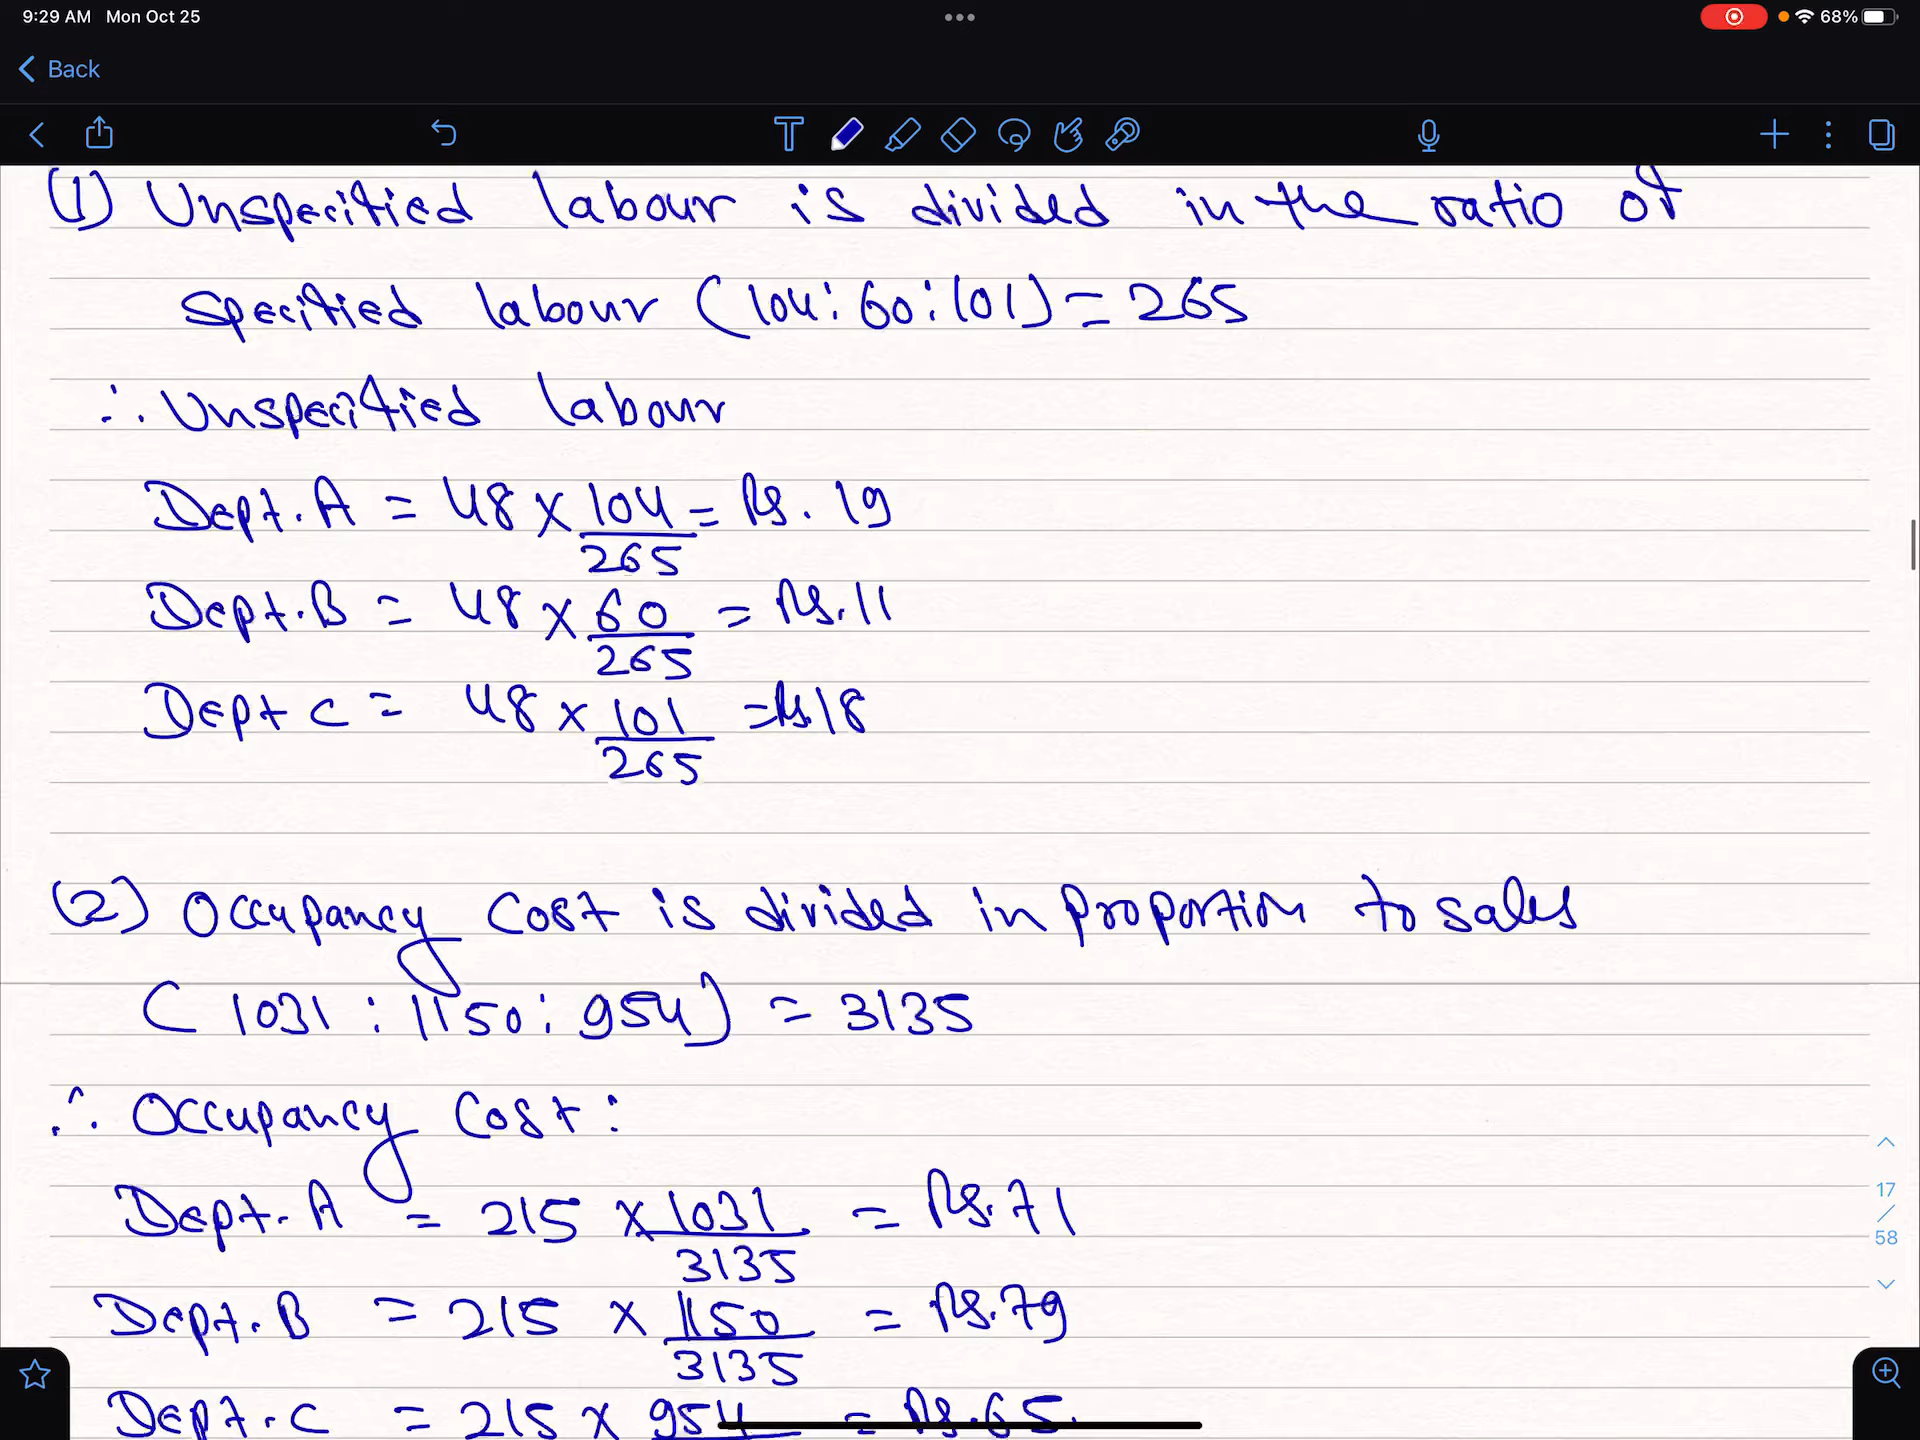 9:29 AM Mon Oct 25
68%
Back
(1) Unspecified labour is divided in the ratio of
specified labour (104:60:101) = 265
∴ Unspecified labour
Dept. A = 48 × 104/265 = Rs. 19
Dept. B = 48 × 60/265 = Rs. 11
Dept C = 48 × 101/265 = Rs. 18
(2) Occupancy Cost is divided in proportion to sales
(1031 : 1150 : 954) = 3135
∴ Occupancy Cost:
Dept. A = 215 × 1031/3135 = Rs. 71
Dept. B = 215 × 1150/3135 = Rs. 79
Dept. C = 215 × 954 = Rs. 65.
17
/
58